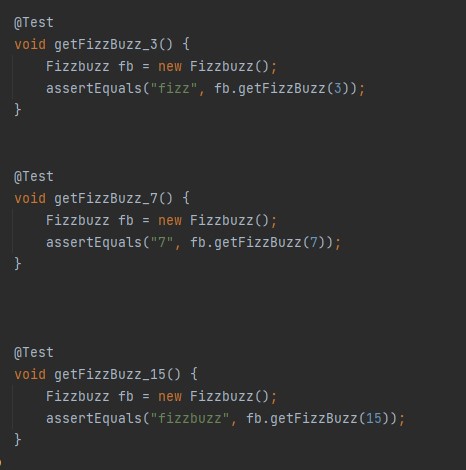 @Test
void getFizzBuzz_3() {
    Fizzbuzz fb = new Fizzbuzz();
    assertEquals("fizz", fb.getFizzBuzz(3));
}
@Test
void getFizzBuzz_7() {
    Fizzbuzz fb = new Fizzbuzz();
    assertEquals("7", fb.getFizzBuzz(7));
}
@Test
void getFizzBuzz_15() {
    Fizzbuzz fb = new Fizzbuzz();
    assertEquals("fizzbuzz", fb.getFizzBuzz(15));
}